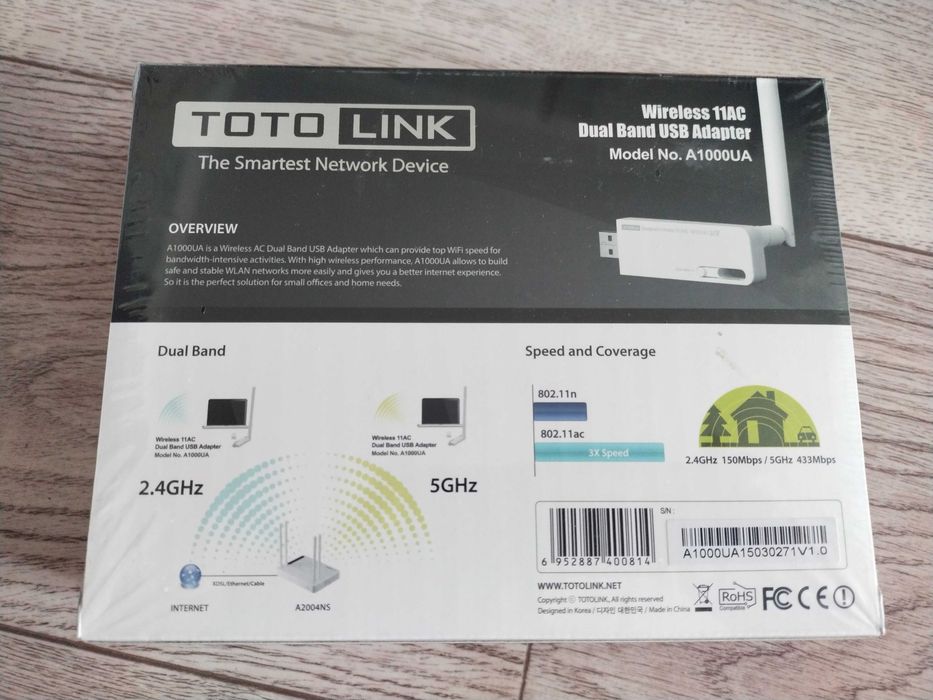 TOTO LINK
The Smartest Network Device
Wireless 11AC
Dual Band USB Adapter
Model No. A1000UA
OVERVIEW
A1000UA is a Wireless AC Dual Band USB Adapter which can provide top WiFi speed for
bandwidth-intensive activities. With high wireless performance, A1000UA allows to build
safe and stable WLAN networks more easily and gives you a better internet experience.
So it is the perfect solution for small offices and home needs.
TOTOLINK
Dual Band
Wireless 11AC
Dual Band USB Adapter
Model No. A1000UA
Wireless 11AC
Dual Band USB Adapter
Model No. A1000UA
2.4GHz
5GHz
XDSL/Ethernet/Cable
INTERNET
A2004NS
Speed and Coverage
802.11n
802.11ac
3X Speed
2.4GHz 150Mbps / 5GHz 433Mbps
6 952887 400814
S/N :
A1000UA15030271V1.0
WWW.TOTOLINK.NET
Copyright ⓒ TOTOLINK, All rights reserved
Designed in Korea / 디자인 대한민국 / Made in China
RoHS
Compatible
FC CE